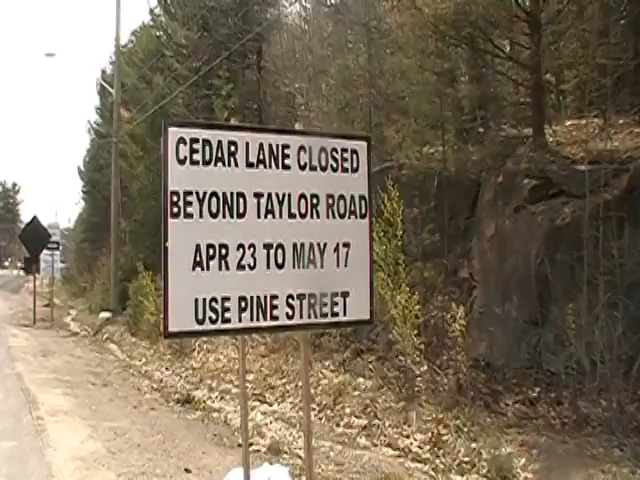 CEDAR LANE CLOSED
BEYOND TAYLOR ROAD
APR 23 TO MAY 17
USE PINE STREET